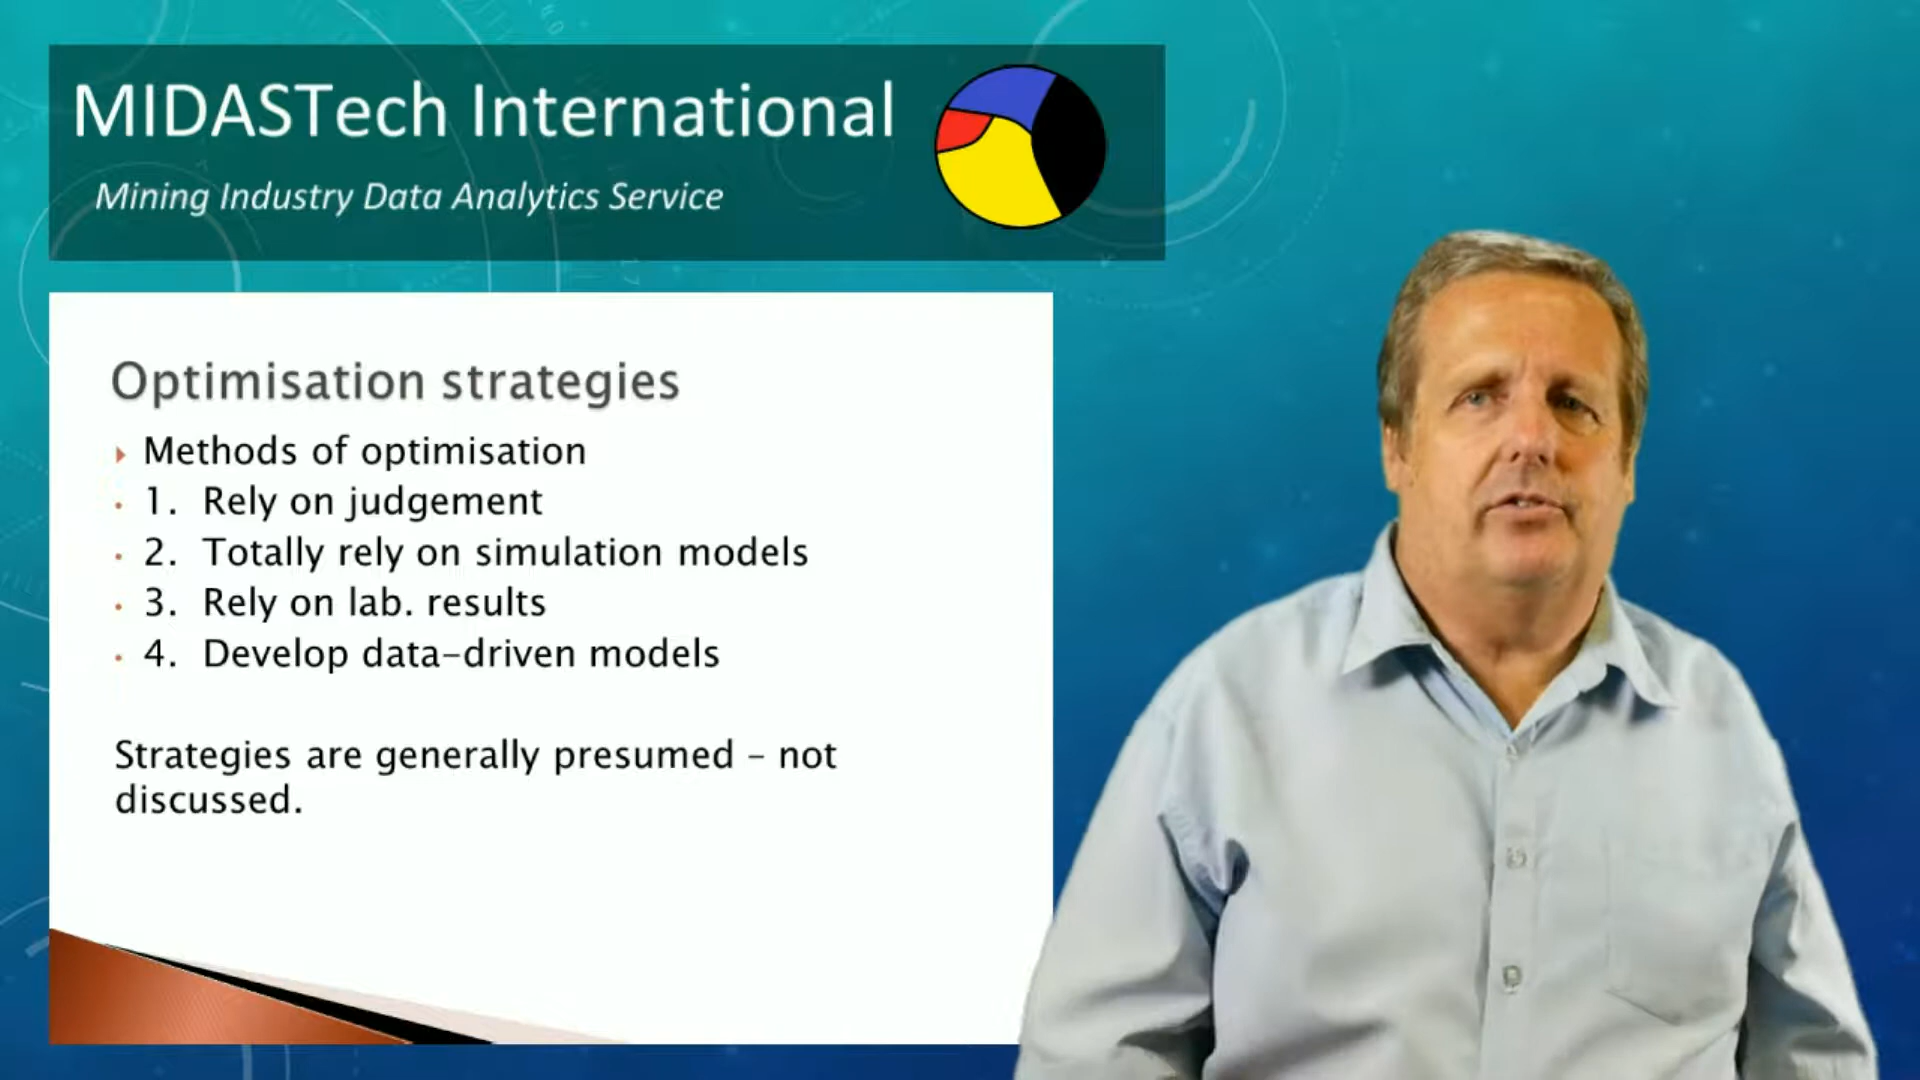 MIDASTech International
Mining Industry Data Analytics Service
Optimisation strategies
Methods of optimisation
1. Rely on judgement
2. Totally rely on simulation models
3. Rely on lab. results
4. Develop data-driven models
Strategies are generally presumed – not
discussed.